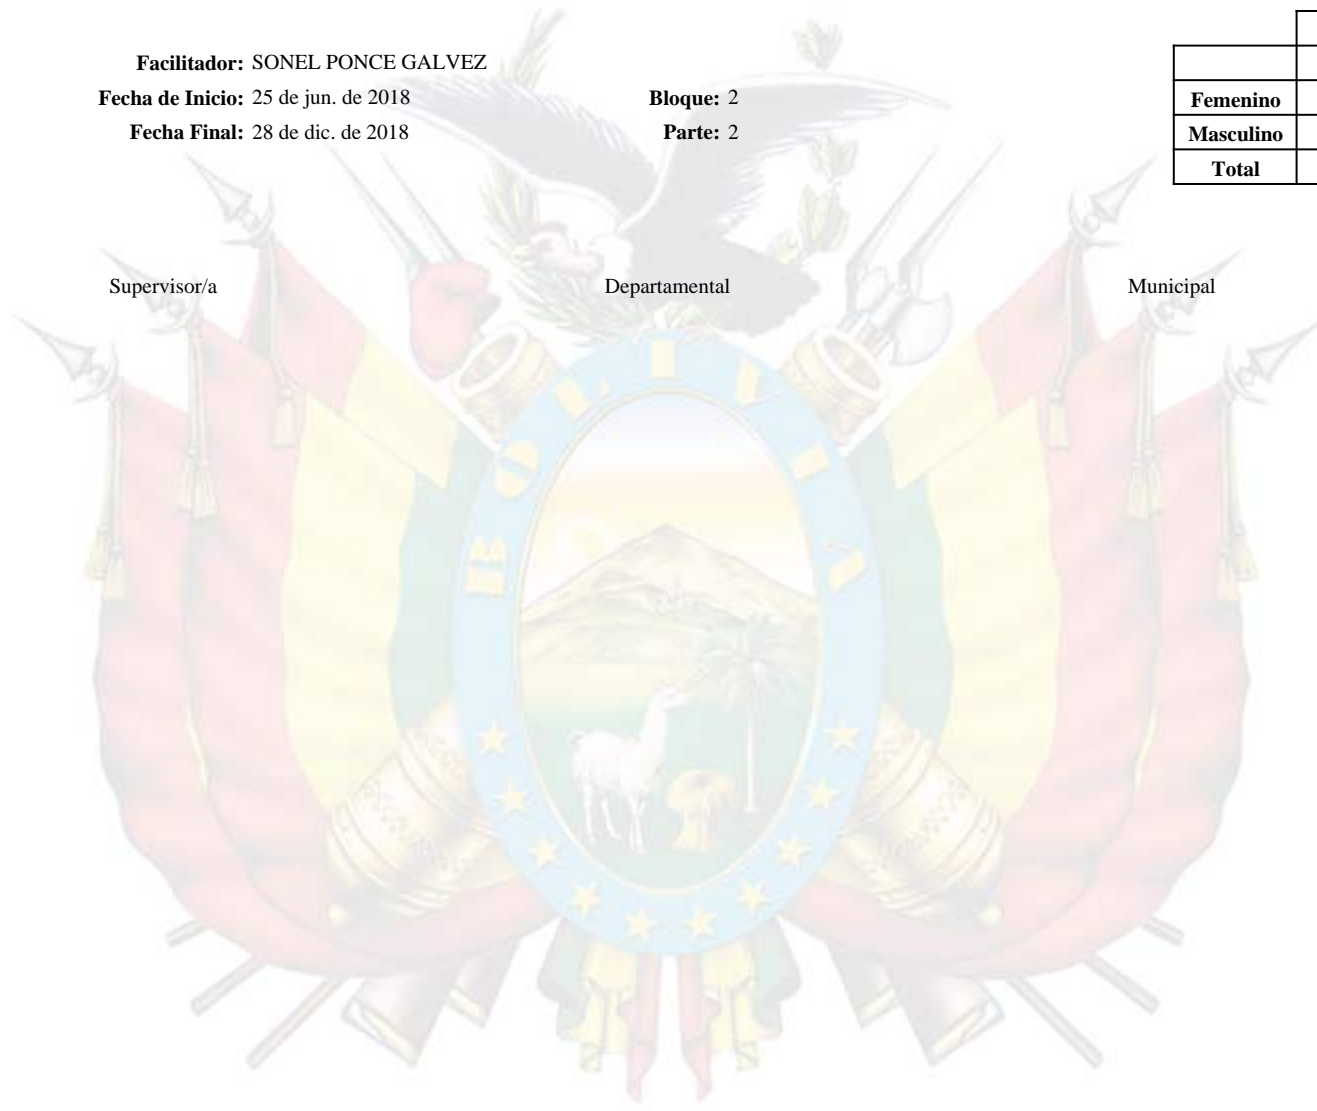 Facilitador: SONEL PONCE GALVEZ
Fecha de Inicio: 25 de jun. de 2018 Bloque: 2
Fecha Final: 28 de dic. de 2018 Parte: 2
Femenino
Masculino
Total
Supervisor/a Departamental Municipal
BOLIVIA